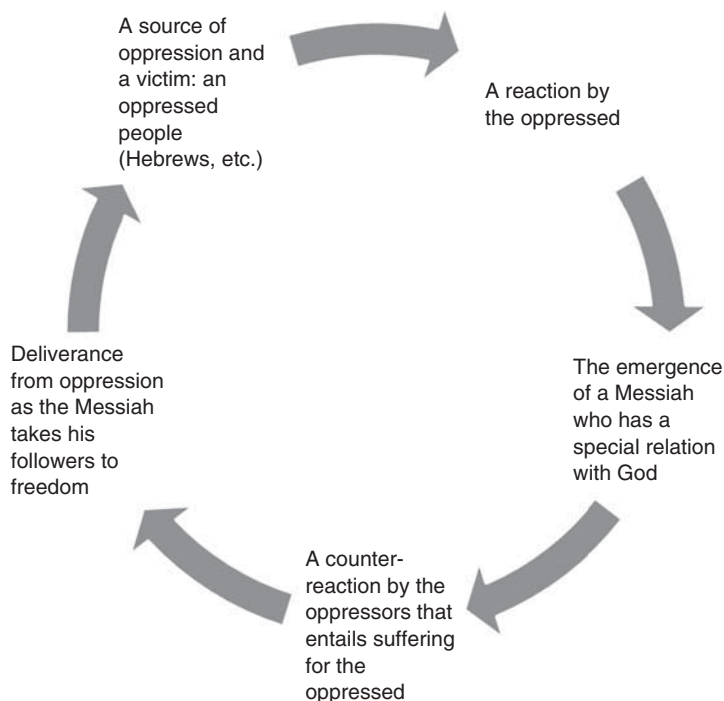 A source of
oppression and
a victim: an
oppressed
people
(Hebrews, etc.)
A reaction by
the oppressed
The emergence
of a Messiah
who has a
special relation
with God
A counter-
reaction by the
oppressors that
entails suffering
for the
oppressed
Deliverance
from oppression
as the Messiah
takes his
followers to
freedom